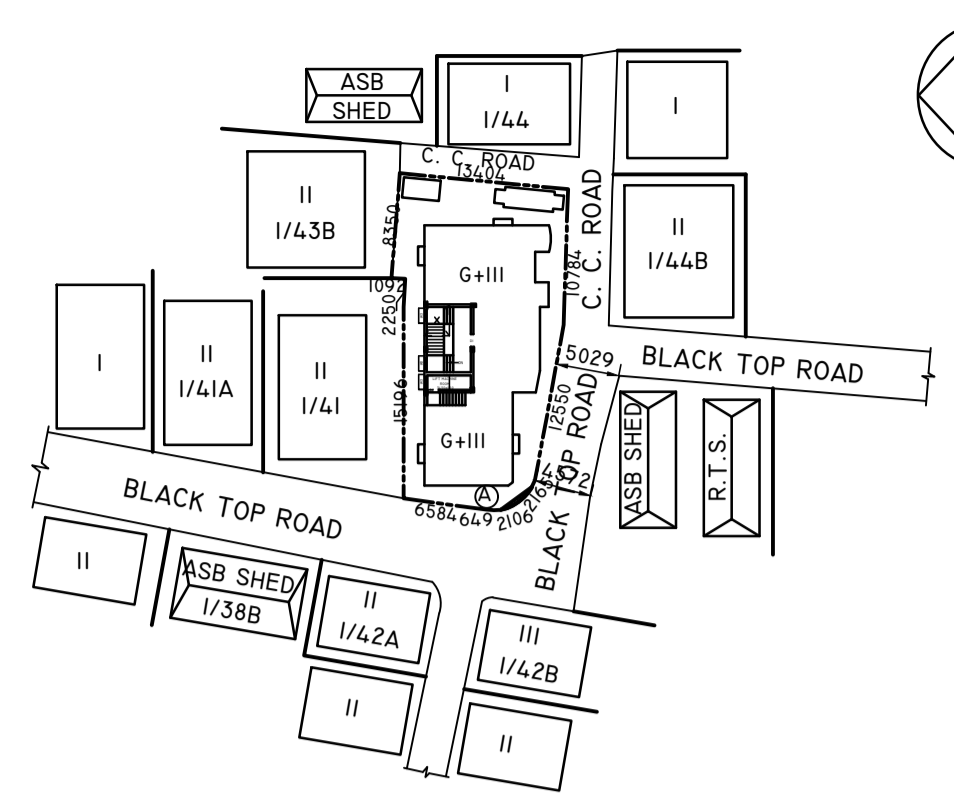 ASB
SHED
I
I/44
I
C. C. ROAD
13404
II
I/43B
8350
G+III
10784
C. C. ROAD
II
I/44B
1092
2250
I
II
I/41A
II
I/41
15196
G+III
5029
BLACK TOP ROAD
12550
BLACK TOP ROAD
ASB SHED
R.T.S.
BLACK TOP ROAD
A
6584
649
2106
II
ASB SHED
I/38B
II
I/42A
III
I/42B
II
II